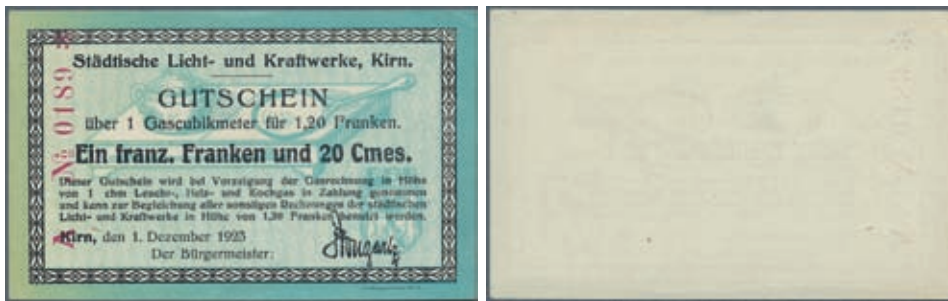 Städtische Licht- und Kraftwerke, Kirn.
GUTSCHEIN
über 1 Gascubikmeter für 1,20 Franken.
Ein franz. Franken und 20 Cmes.
Dieser Gutschein wird bei Vorzeigung der Gasrechnung in Höhe
von 1 cbm Leucht-, Heiz- und Kochgas in Zahlung genommen
und kann zur Begleichung aller sonstigen Rechnungen der städtischen
Licht- und Kraftwerke in Höhe von 1,20 Franken benutzt werden.
Kirn, den 1. Dezember 1923
Der Bürgermeister:
A № 0189 *